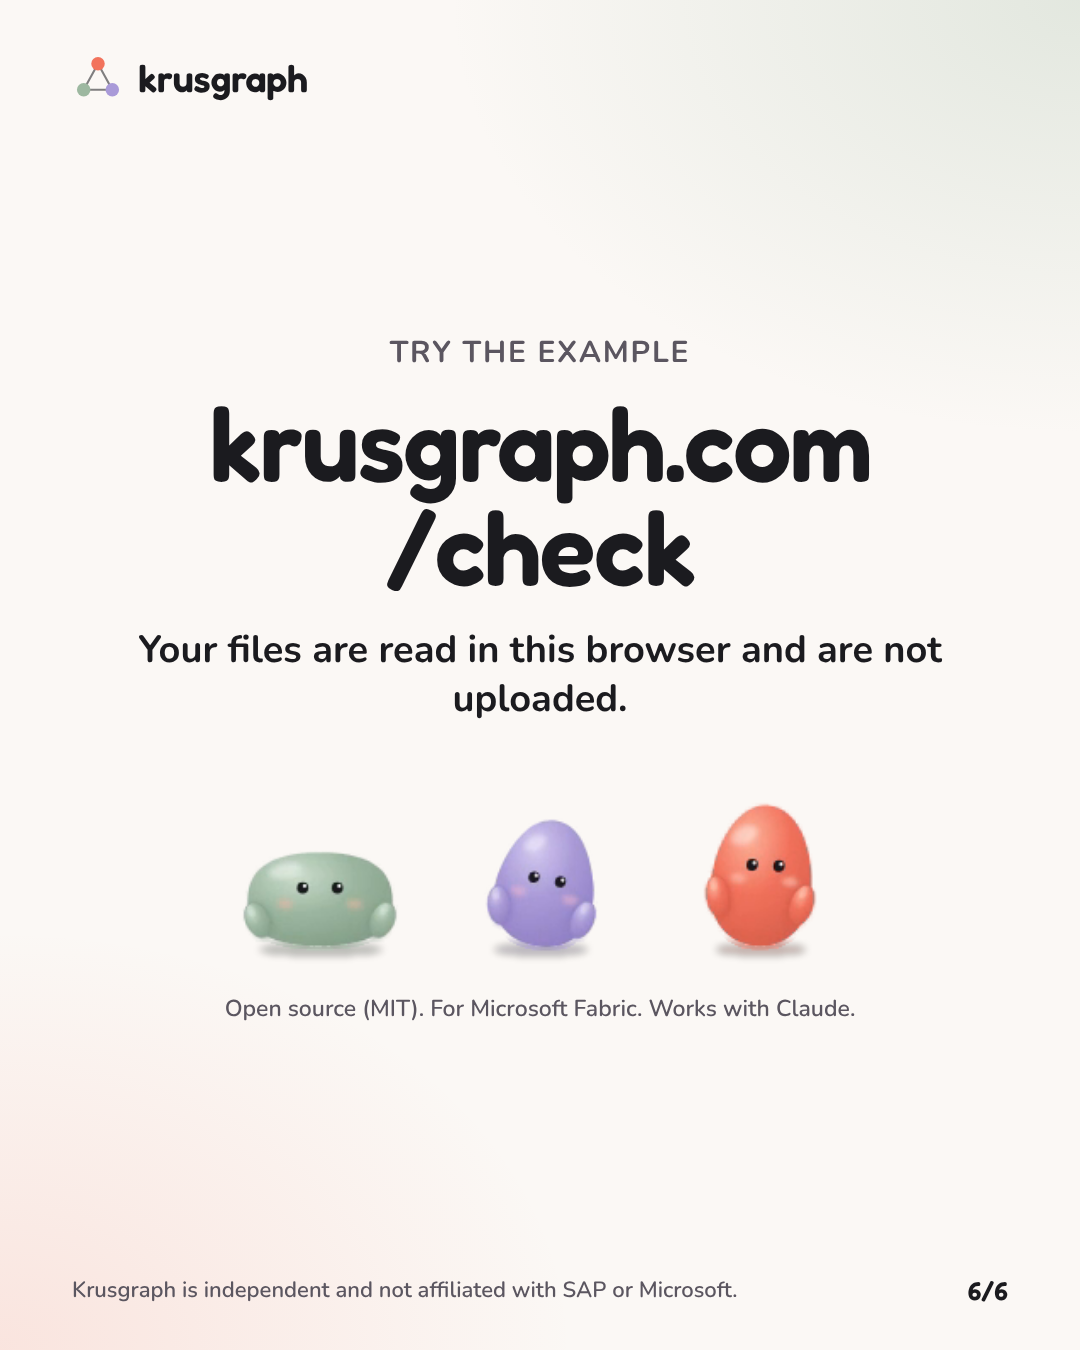 krusgraph
TRY THE EXAMPLE
krusgraph.com
/check
Your files are read in this browser and are not
uploaded.
Open source (MIT). For Microsoft Fabric. Works with Claude.
Krusgraph is independent and not affiliated with SAP or Microsoft.
6/6